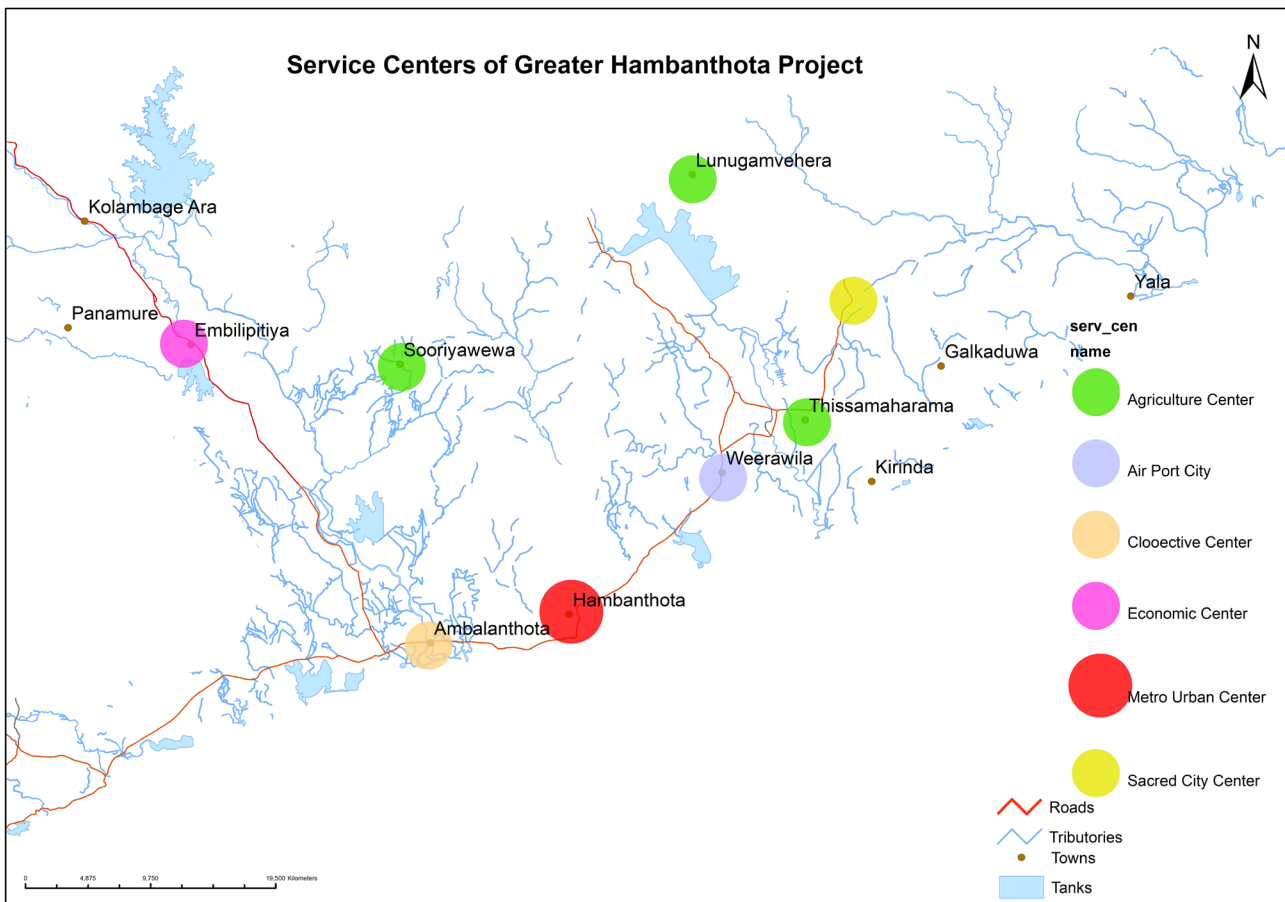 Service Centers of Greater Hambanthota Project
N
Lunugamvehera
Kolambage Ara
Yala
Panamure
Embilipitiya
Sooriyawewa
Galkaduwa
Thissamaharama
Weerawila
Kirinda
Hambanthota
Ambalanthota
serv_cen
name
Agriculture Center
Air Port City
Clooective Center
Economic Center
Metro Urban Center
Sacred City Center
Roads
Tributories
Towns
Tanks
0 4,875 9,750 19,500 Kilometers